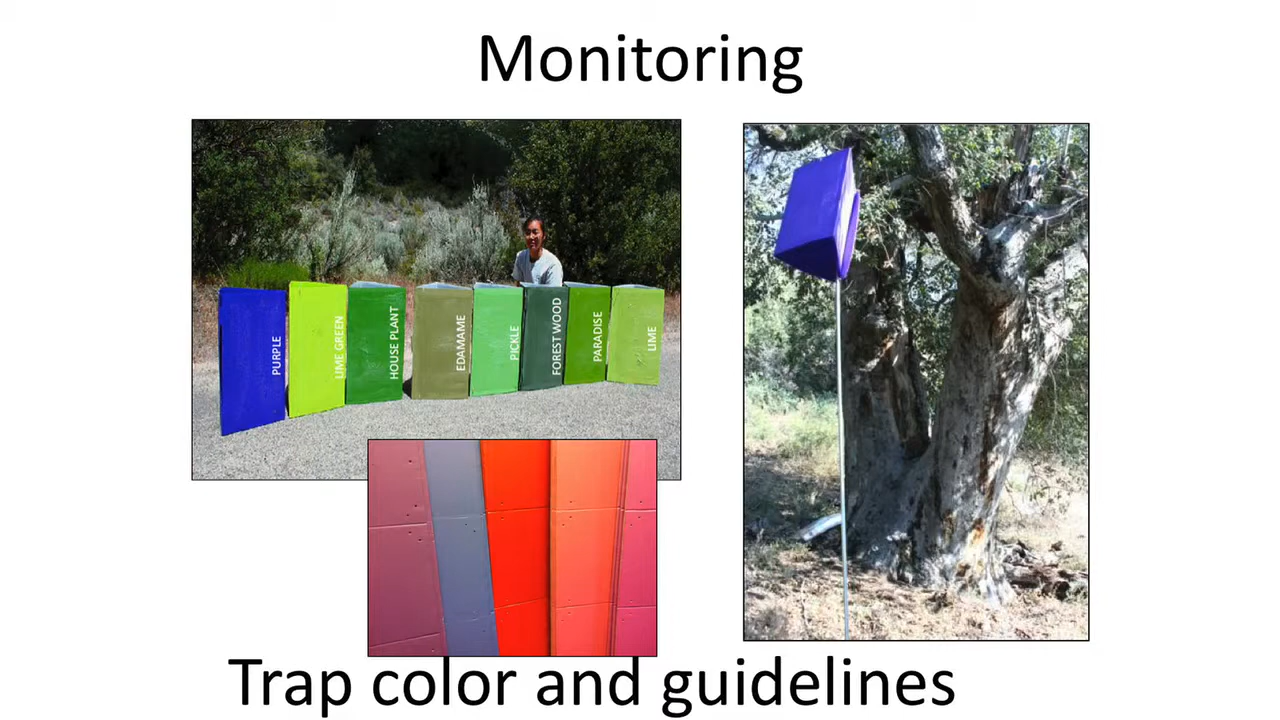 Monitoring
PURPLE
LIME GREEN
HOUSE PLANT
EDAMAME
PICKLE
FOREST WOOD
PARADISE
LIME
Trap color and guidelines